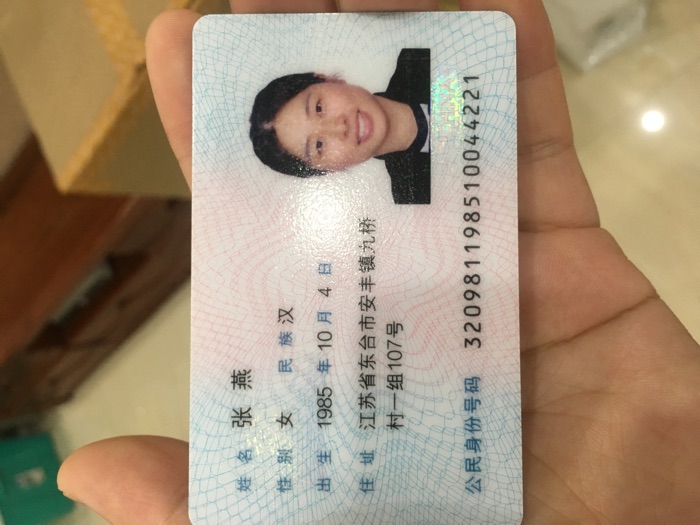 姓名 张燕
性别 女 民族 汉
出生 1985 年 10 月 4 日
住址 江苏省东台市安丰镇九桥
村一组107号
公民身份号码 320981198510044221